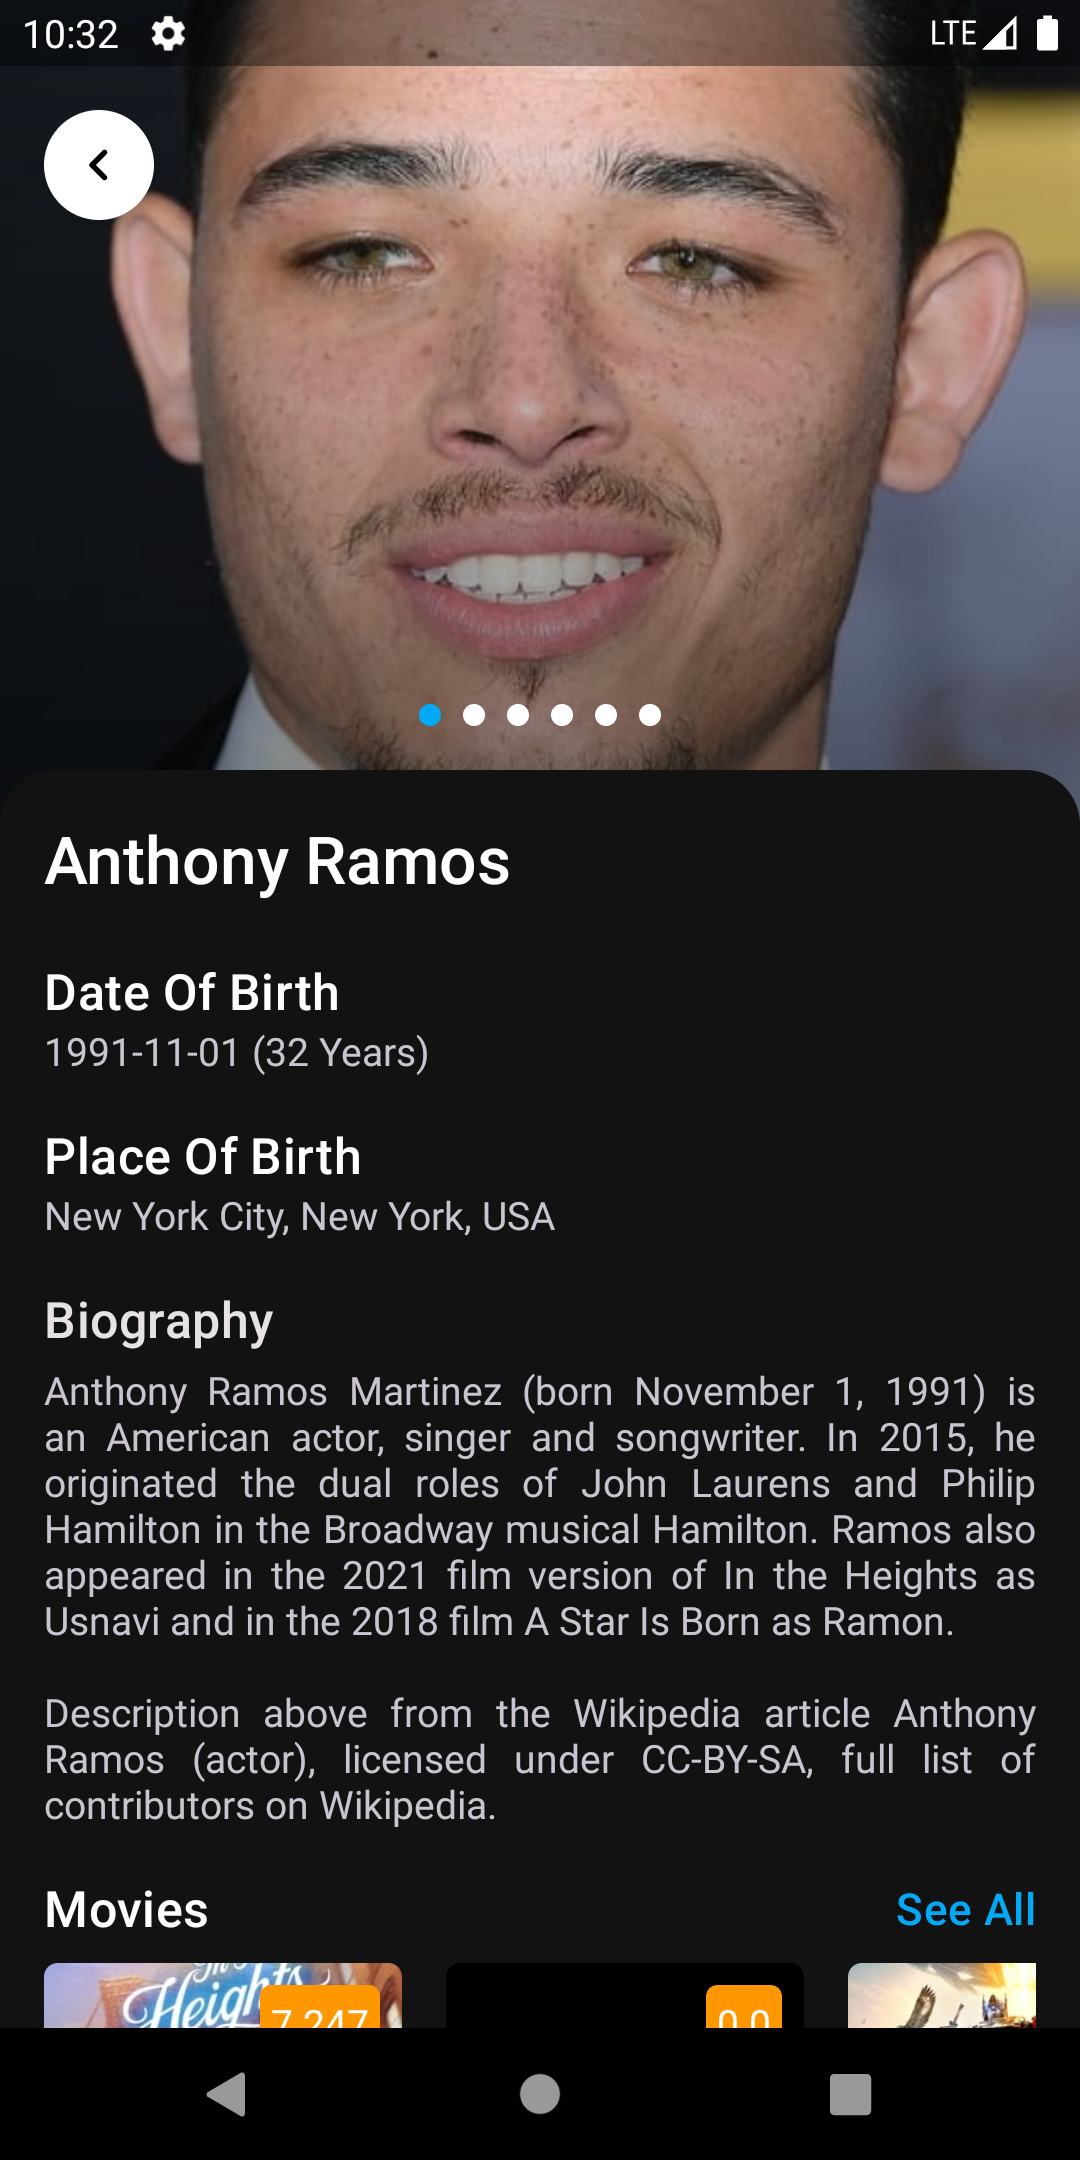 10:32
LTE
Anthony Ramos
Date Of Birth
1991-11-01 (32 Years)
Place Of Birth
New York City, New York, USA
Biography
Anthony Ramos Martinez (born November 1, 1991) is
an American actor, singer and songwriter. In 2015, he
originated the dual roles of John Laurens and Philip
Hamilton in the Broadway musical Hamilton. Ramos also
appeared in the 2021 film version of In the Heights as
Usnavi and in the 2018 film A Star Is Born as Ramon.
Description above from the Wikipedia article Anthony
Ramos (actor), licensed under CC-BY-SA, full list of
contributors on Wikipedia.
Movies
See All
In
Heights
7.247
0.0